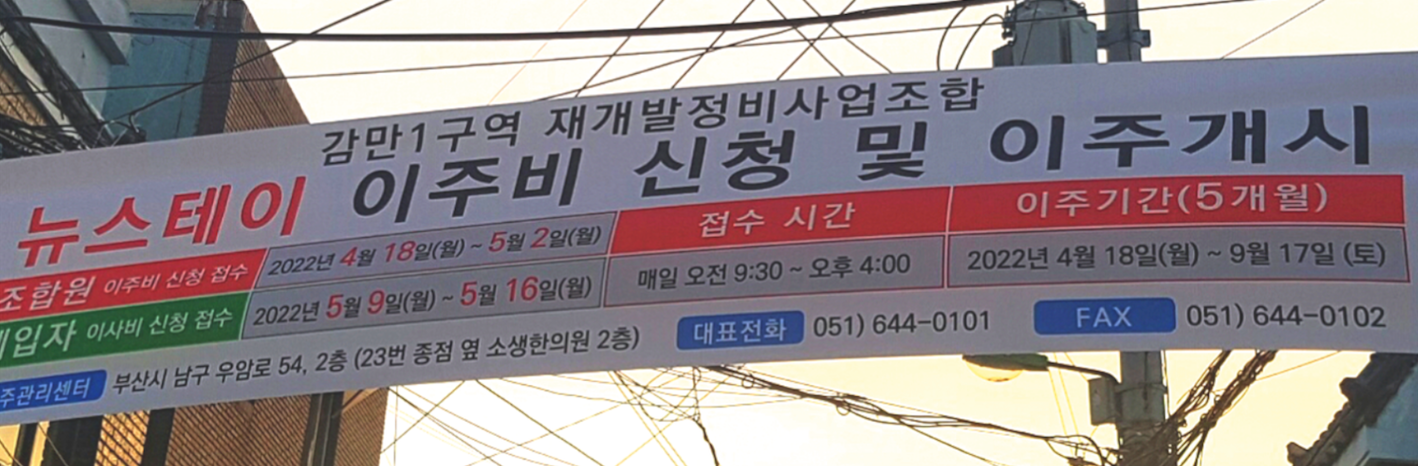 감만1구역 재개발정비사업조합
뉴스테이 이주비 신청 및 이주개시
조합원 이주비 신청 접수 2022년 4월 18일(월) ~ 5월 2일(월)
입자 이사비 신청 접수 2022년 5월 9일(월) ~ 5월 16일(월)
접수 시간
매일 오전 9:30 ~ 오후 4:00
이주기간(5개월)
2022년 4월 18일(월) ~ 9월 17일 (토)
주관리센터 부산시 남구 우암로 54, 2층 (23번 종점 옆 소생한의원 2층) 대표전화 051) 644-0101 FAX 051) 644-0102